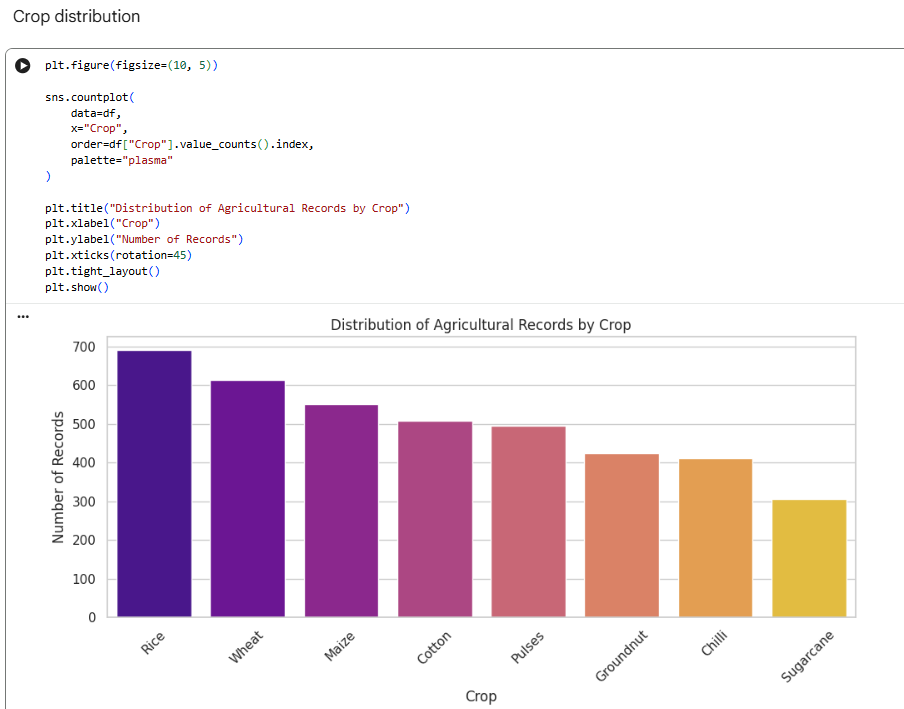 Crop distribution
plt.figure(figsize=(10, 5))
sns.countplot(
data=df,
x="Crop",
order=df["Crop"].value_counts().index,
palette="plasma"
)
plt.title("Distribution of Agricultural Records by Crop")
plt.xlabel("Crop")
plt.ylabel("Number of Records")
plt.xticks(rotation=45)
plt.tight_layout()
plt.show()
Distribution of Agricultural Records by Crop
700
600
500
400
300
200
100
0
Number of Records
Rice
Wheat
Maize
Cotton
Pulses
Groundnut
Chilli
Sugarcane
Crop